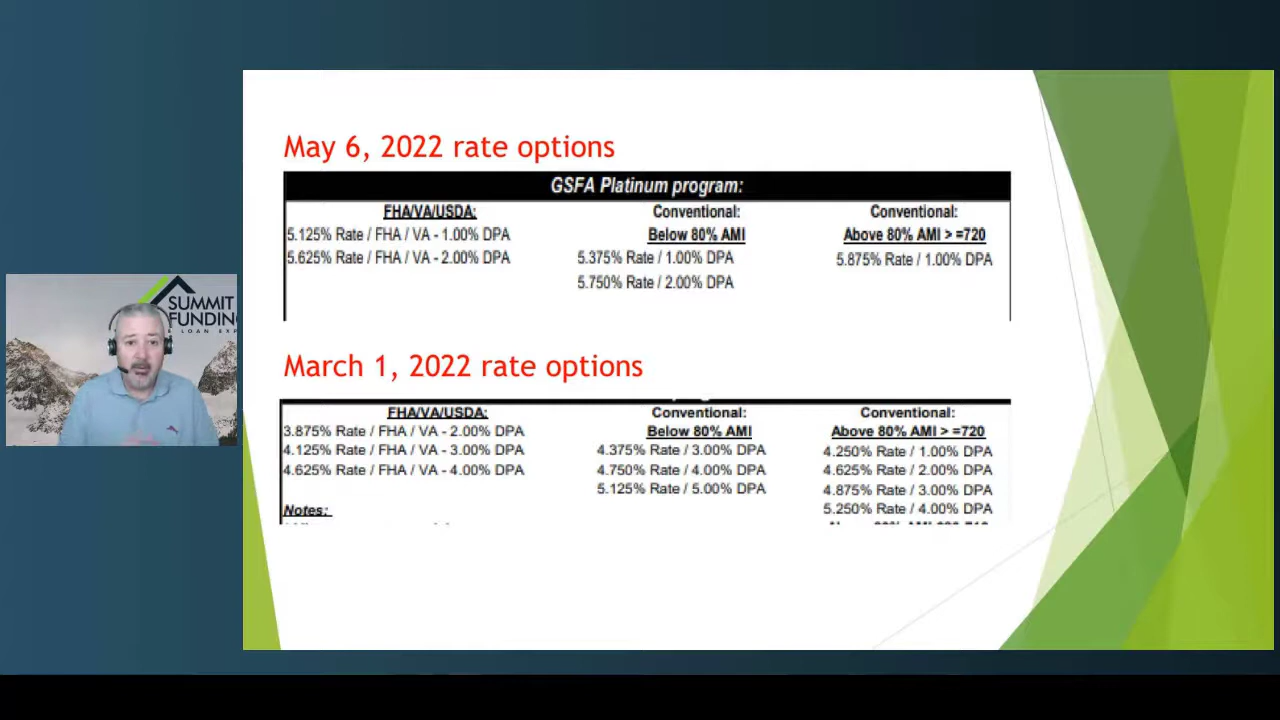 SUMMIT
FUNDING
LOAN EXP
May 6, 2022 rate options
GSFA Platinum program:
FHA/VA/USDA: Conventional: Conventional:
5.125% Rate / FHA / VA - 1.00% DPA Below 80% AMI Above 80% AMI > =720
5.625% Rate / FHA / VA - 2.00% DPA 5.375% Rate / 1.00% DPA 5.875% Rate / 1.00% DPA
5.750% Rate / 2.00% DPA
March 1, 2022 rate options
FHA/VA/USDA: Conventional: Conventional:
3.875% Rate / FHA / VA - 2.00% DPA Below 80% AMI Above 80% AMI > =720
4.125% Rate / FHA / VA - 3.00% DPA 4.375% Rate / 3.00% DPA 4.250% Rate / 1.00% DPA
4.625% Rate / FHA / VA - 4.00% DPA 4.750% Rate / 4.00% DPA 4.625% Rate / 2.00% DPA
5.125% Rate / 5.00% DPA 4.875% Rate / 3.00% DPA
Notes: 5.250% Rate / 4.00% DPA